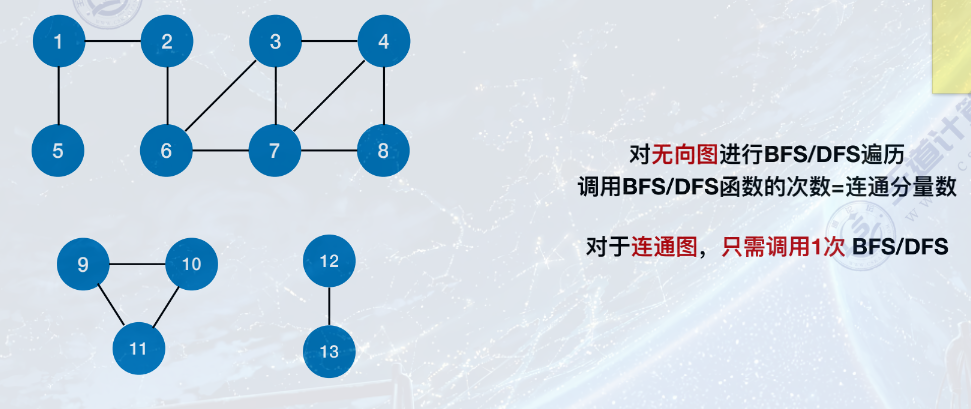 1 2 3 4
5 6 7 8
9 10 12
11 13
对无向图进行BFS/DFS遍历
调用BFS/DFS函数的次数=连通分量数
对于连通图，只需调用1次 BFS/DFS